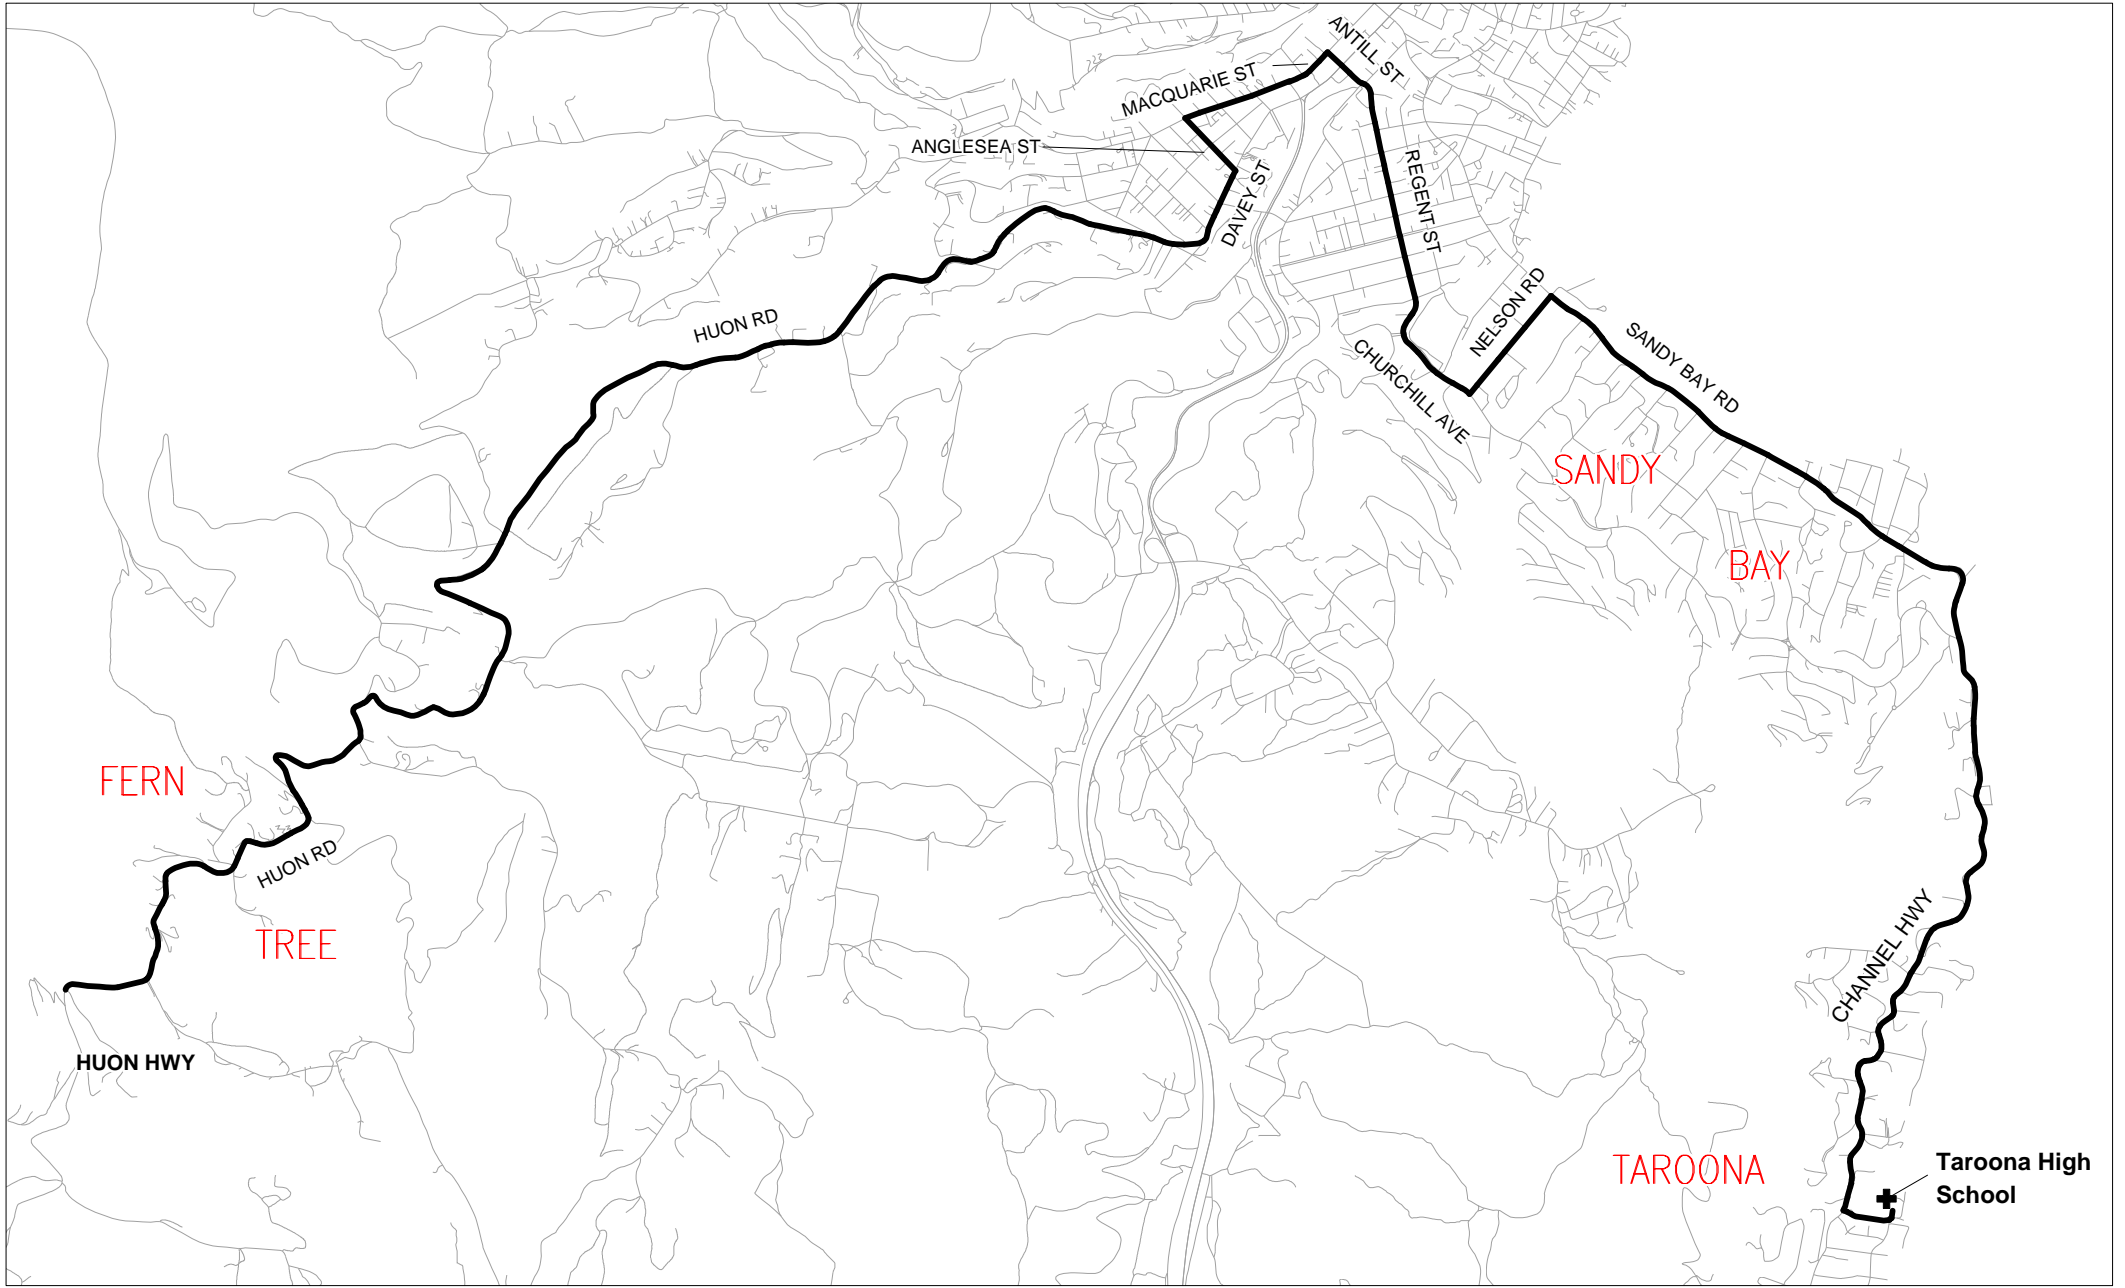 ANTILL ST
MACQUARIE ST
ANGLESEA ST
DAVEY ST
REGENT ST
NELSON RD
HUON RD
SANDY BAY RD
CHURCHILL AVE
SANDY
BAY
FERN
HUON RD
TREE
CHANNEL HWY
HUON HWY
TAROONA
Taroona High
School